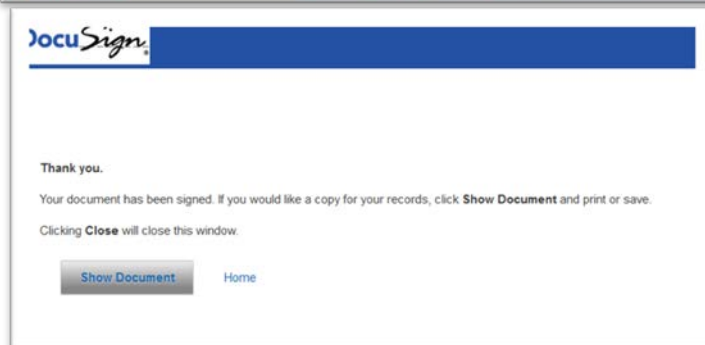 DocuSign
Thank you.
Your document has been signed. If you would like a copy for your records, click Show Document and print or save.
Clicking Close will close this window.
Show Document
Home